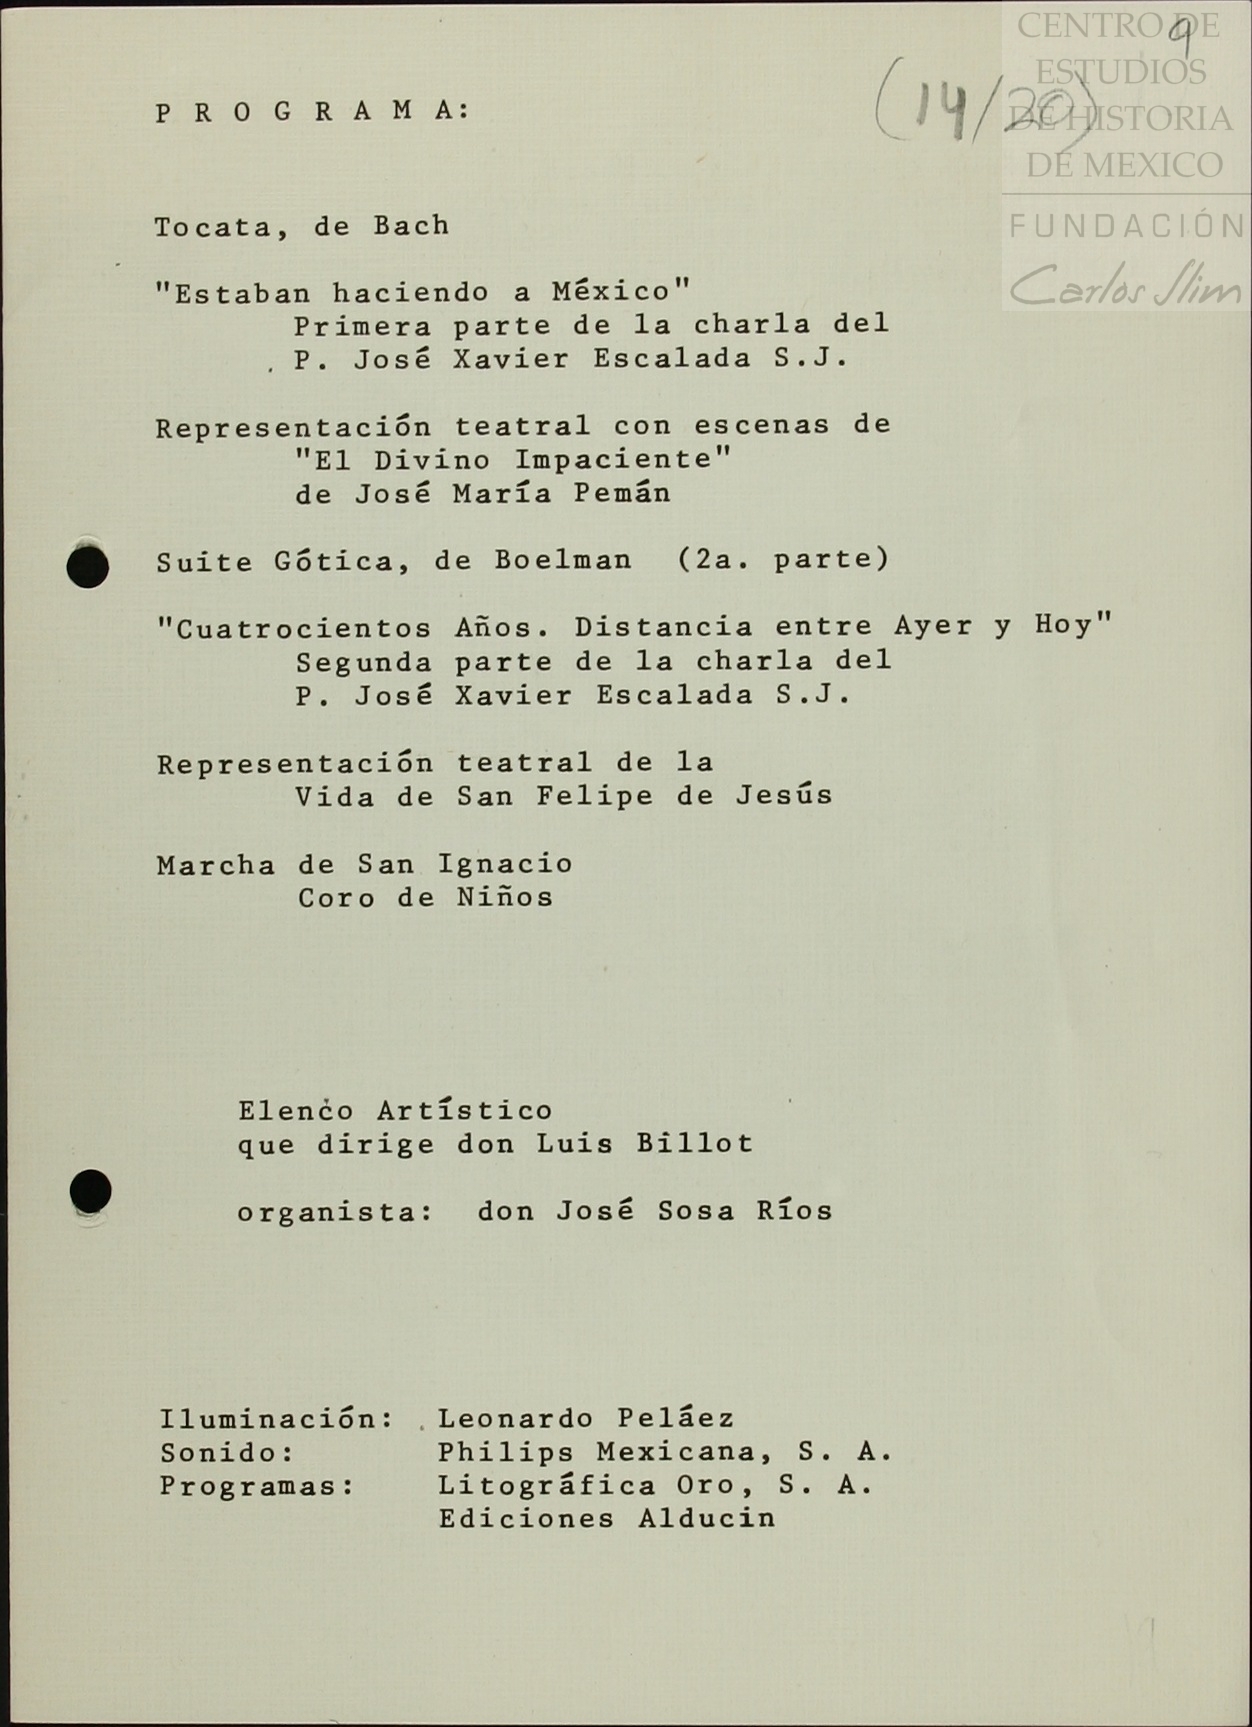 CENTRO DE
ESTUDIOS
DE HISTORIA
DE MEXICO
FUNDACIÓN
Carlos Slim
9
(14/20)
P R O G R A M A:
Tocata, de Bach
"Estaban haciendo a México"
Primera parte de la charla del
P. José Xavier Escalada S.J.
Representación teatral con escenas de
"El Divino Impaciente"
de José María Pemán
Suite Gótica, de Boelman (2a. parte)
"Cuatrocientos Años. Distancia entre Ayer y Hoy"
Segunda parte de la charla del
P. José Xavier Escalada S.J.
Representación teatral de la
Vida de San Felipe de Jesús
Marcha de San Ignacio
Coro de Niños
Elenco Artístico
que dirige don Luis Billot
organista: don José Sosa Ríos
Iluminación: Leonardo Peláez
Sonido: Philips Mexicana, S. A.
Programas: Litográfica Oro, S. A.
Ediciones Alducin